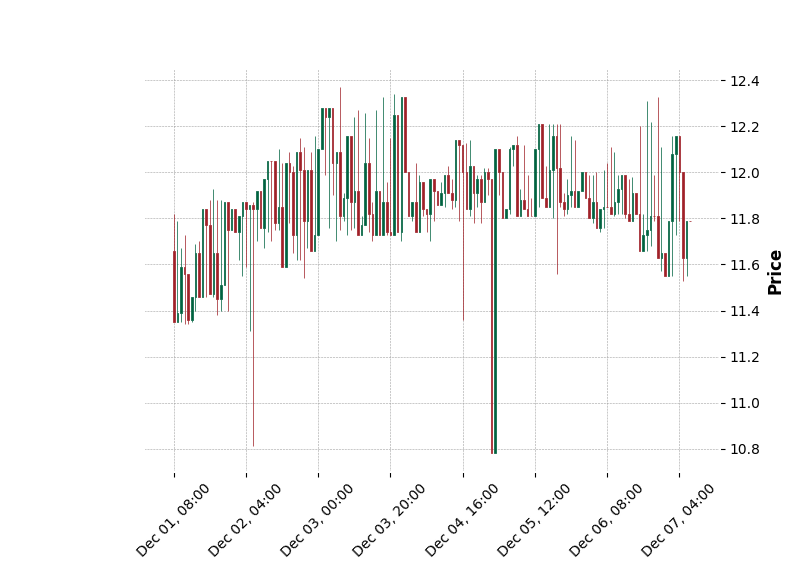 12.4
12.2
12.0
11.8
11.6
11.4
11.2
11.0
10.8
Price
Dec 01, 08:00
Dec 02, 04:00
Dec 03, 00:00
Dec 03, 20:00
Dec 04, 16:00
Dec 05, 12:00
Dec 06, 08:00
Dec 07, 04:00